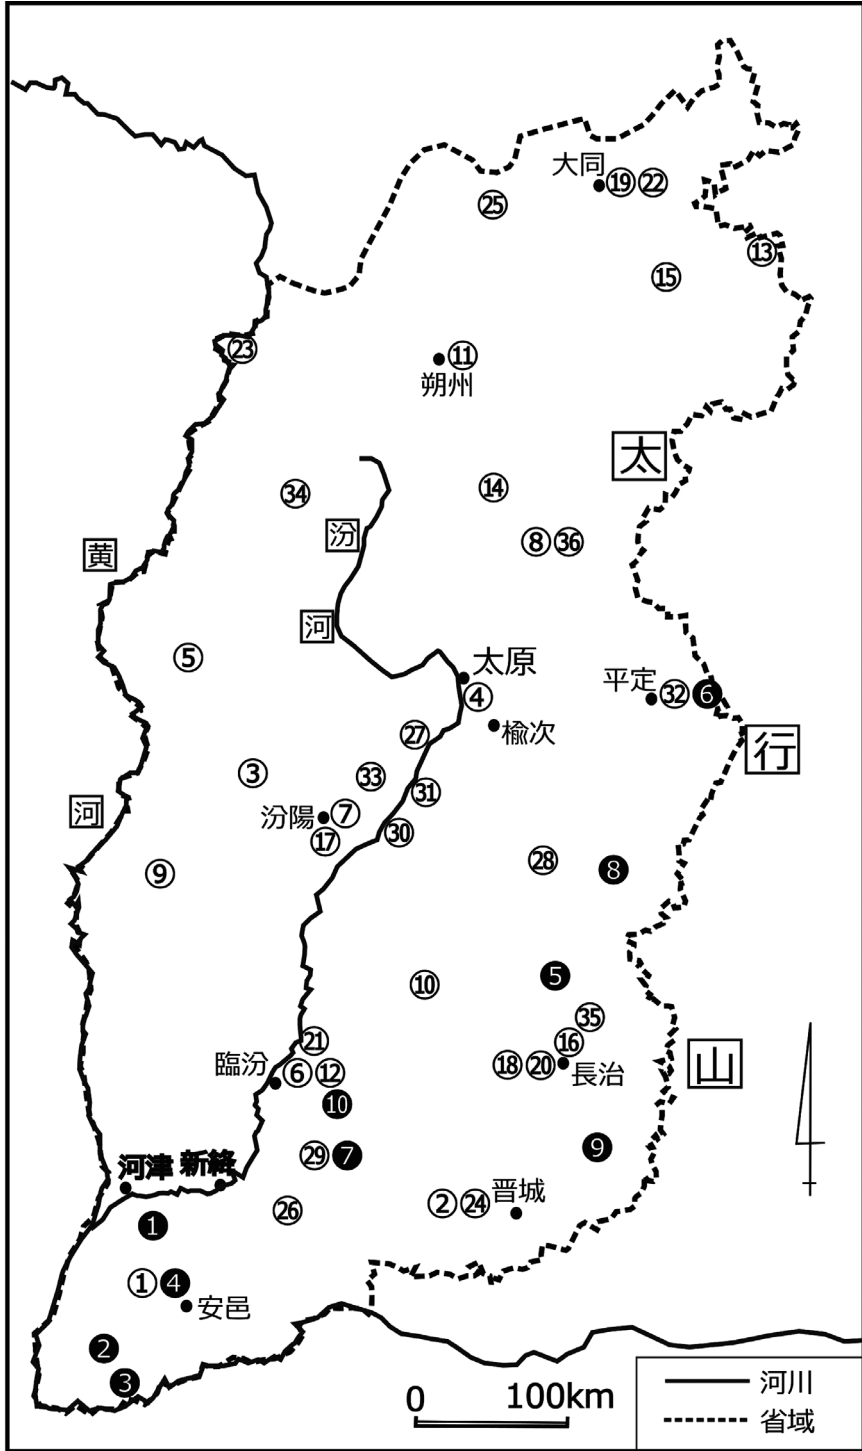 大同 ⑲ ㉒
㉕
⑬
⑮
㉓
⑪
朔州
太
㉞
⑭
汾
⑧ ㊱
黄
河
⑤
太原
④
平定 ㉜ ❻
㉗
楡次
行
③
㉝
㉛
河
汾陽 ⑦
⑰
㉚
㉘
❽
⑨
❺
⑩
㉟
㉑
⑯
臨汾 ⑥ ⑫
⑱ ⑳
長治
山
❿
❾
㉙ ❼
河津 新絳
② ㉔ 晋城
㉖
❶
① ❹
安邑
❷
❸
0 100km
河川
省域